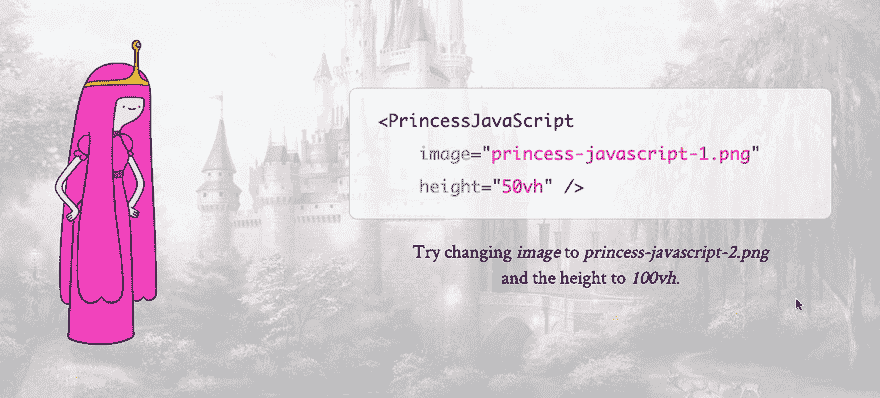 <PrincessJavaScript
image="princess-javascript-1.png"
height="50vh" />
Try changing image to princess-javascript-2.png
and the height to 100vh.